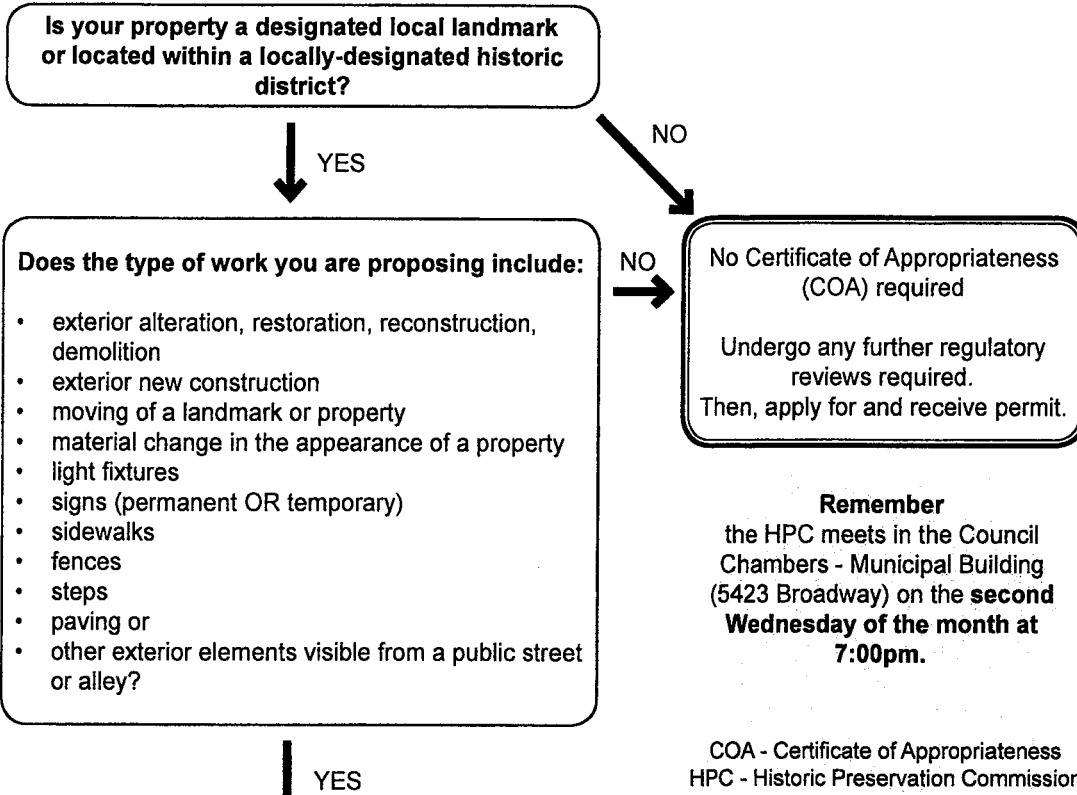 Is your property a designated local landmark
or located within a locally-designated historic
district?
NO
YES
Does the type of work you are proposing include:
• exterior alteration, restoration, reconstruction,
demolition
• exterior new construction
• moving of a landmark or property
• material change in the appearance of a property
• light fixtures
• signs (permanent OR temporary)
• sidewalks
• fences
• steps
• paving or
• other exterior elements visible from a public street
or alley?
NO
No Certificate of Appropriateness
(COA) required
Undergo any further regulatory
reviews required.
Then, apply for and receive permit.
Remember
the HPC meets in the Council
Chambers - Municipal Building
(5423 Broadway) on the second
Wednesday of the month at
7:00pm.
COA - Certificate of Appropriateness
HPC - Historic Preservation Commission
YES